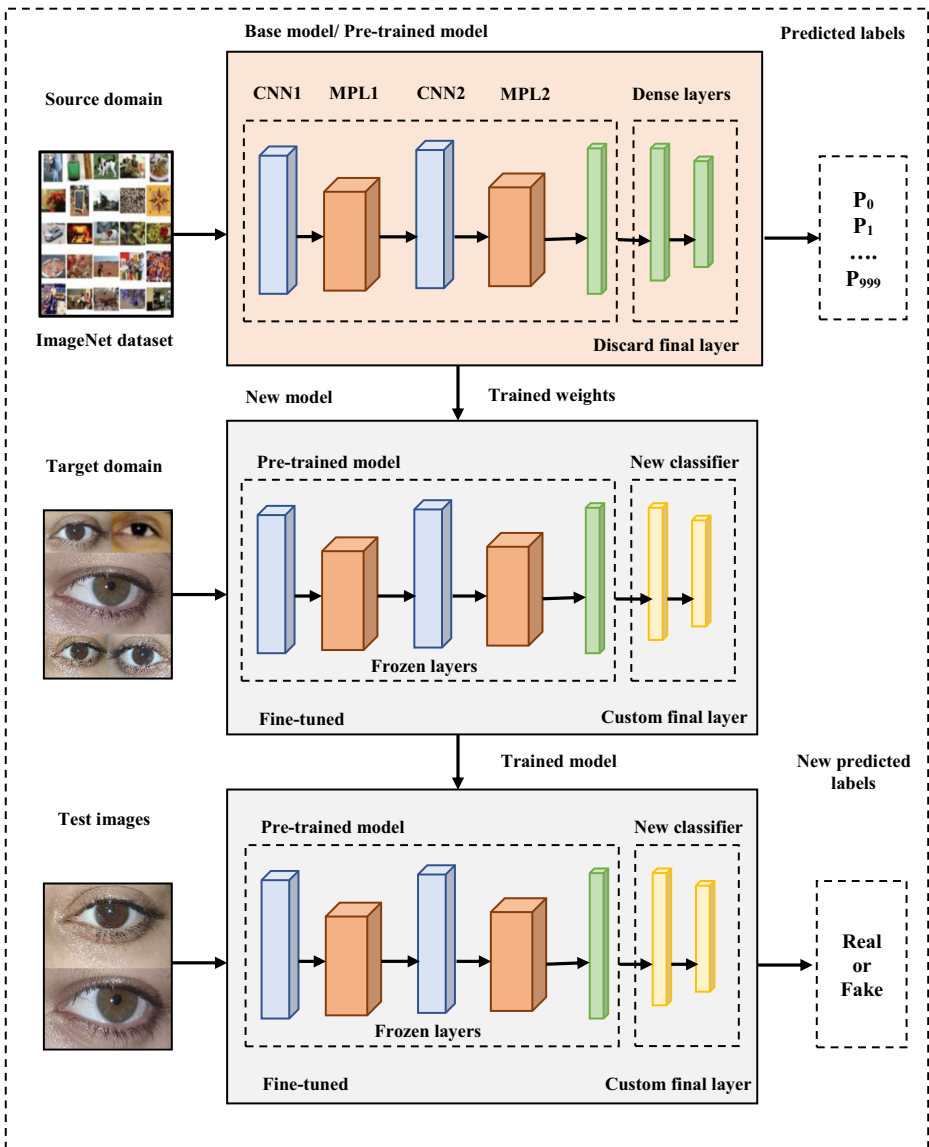 Base model/ Pre-trained model
Predicted labels
Source domain
CNN1
MPL1
CNN2
MPL2
Dense layers
P0
P1
....
P999
ImageNet dataset
Discard final layer
New model
Trained weights
Target domain
Pre-trained model
New classifier
Frozen layers
Fine-tuned
Custom final layer
Trained model
New predicted
labels
Test images
Pre-trained model
New classifier
Real
or
Fake
Frozen layers
Fine-tuned
Custom final layer